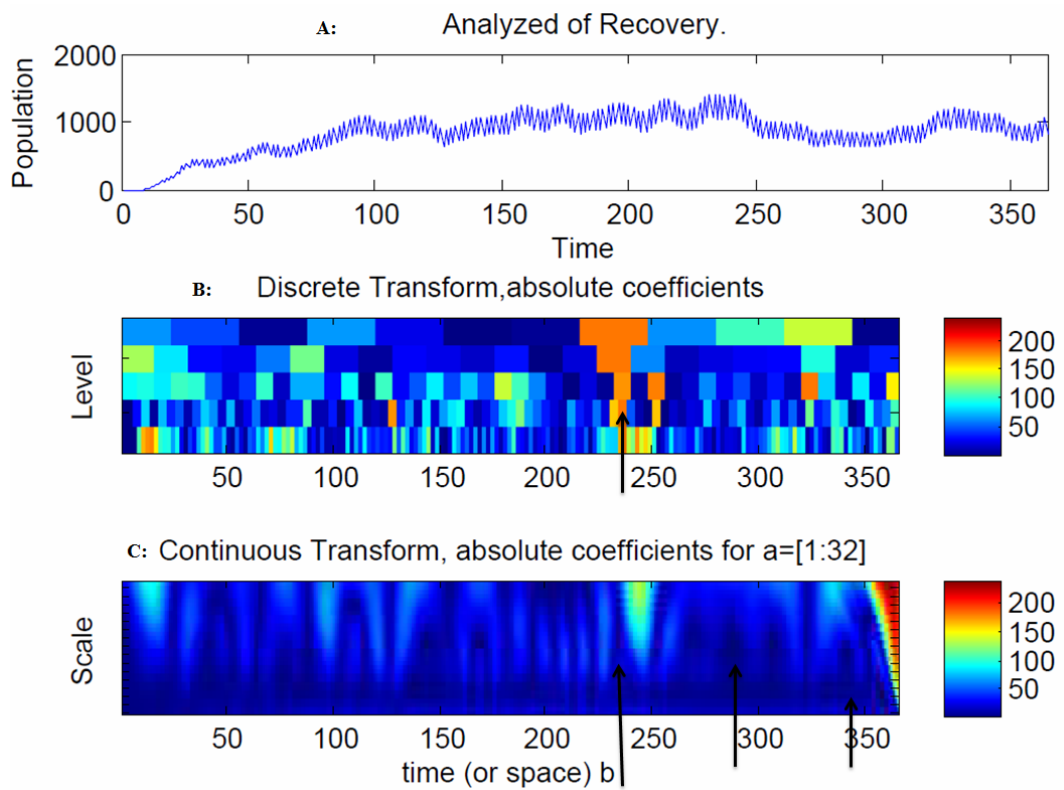 A: Analyzed of Recovery.
2000
1000
0
Population
0 50 100 150 200 250 300 350
Time
B: Discrete Transform,absolute coefficients
Level
200
150
100
50
50 100 150 200 250 300 350
C: Continuous Transform, absolute coefficients for a=[1:32]
Scale
200
150
100
50
50 100 150 200 250 300 350
time (or space) b